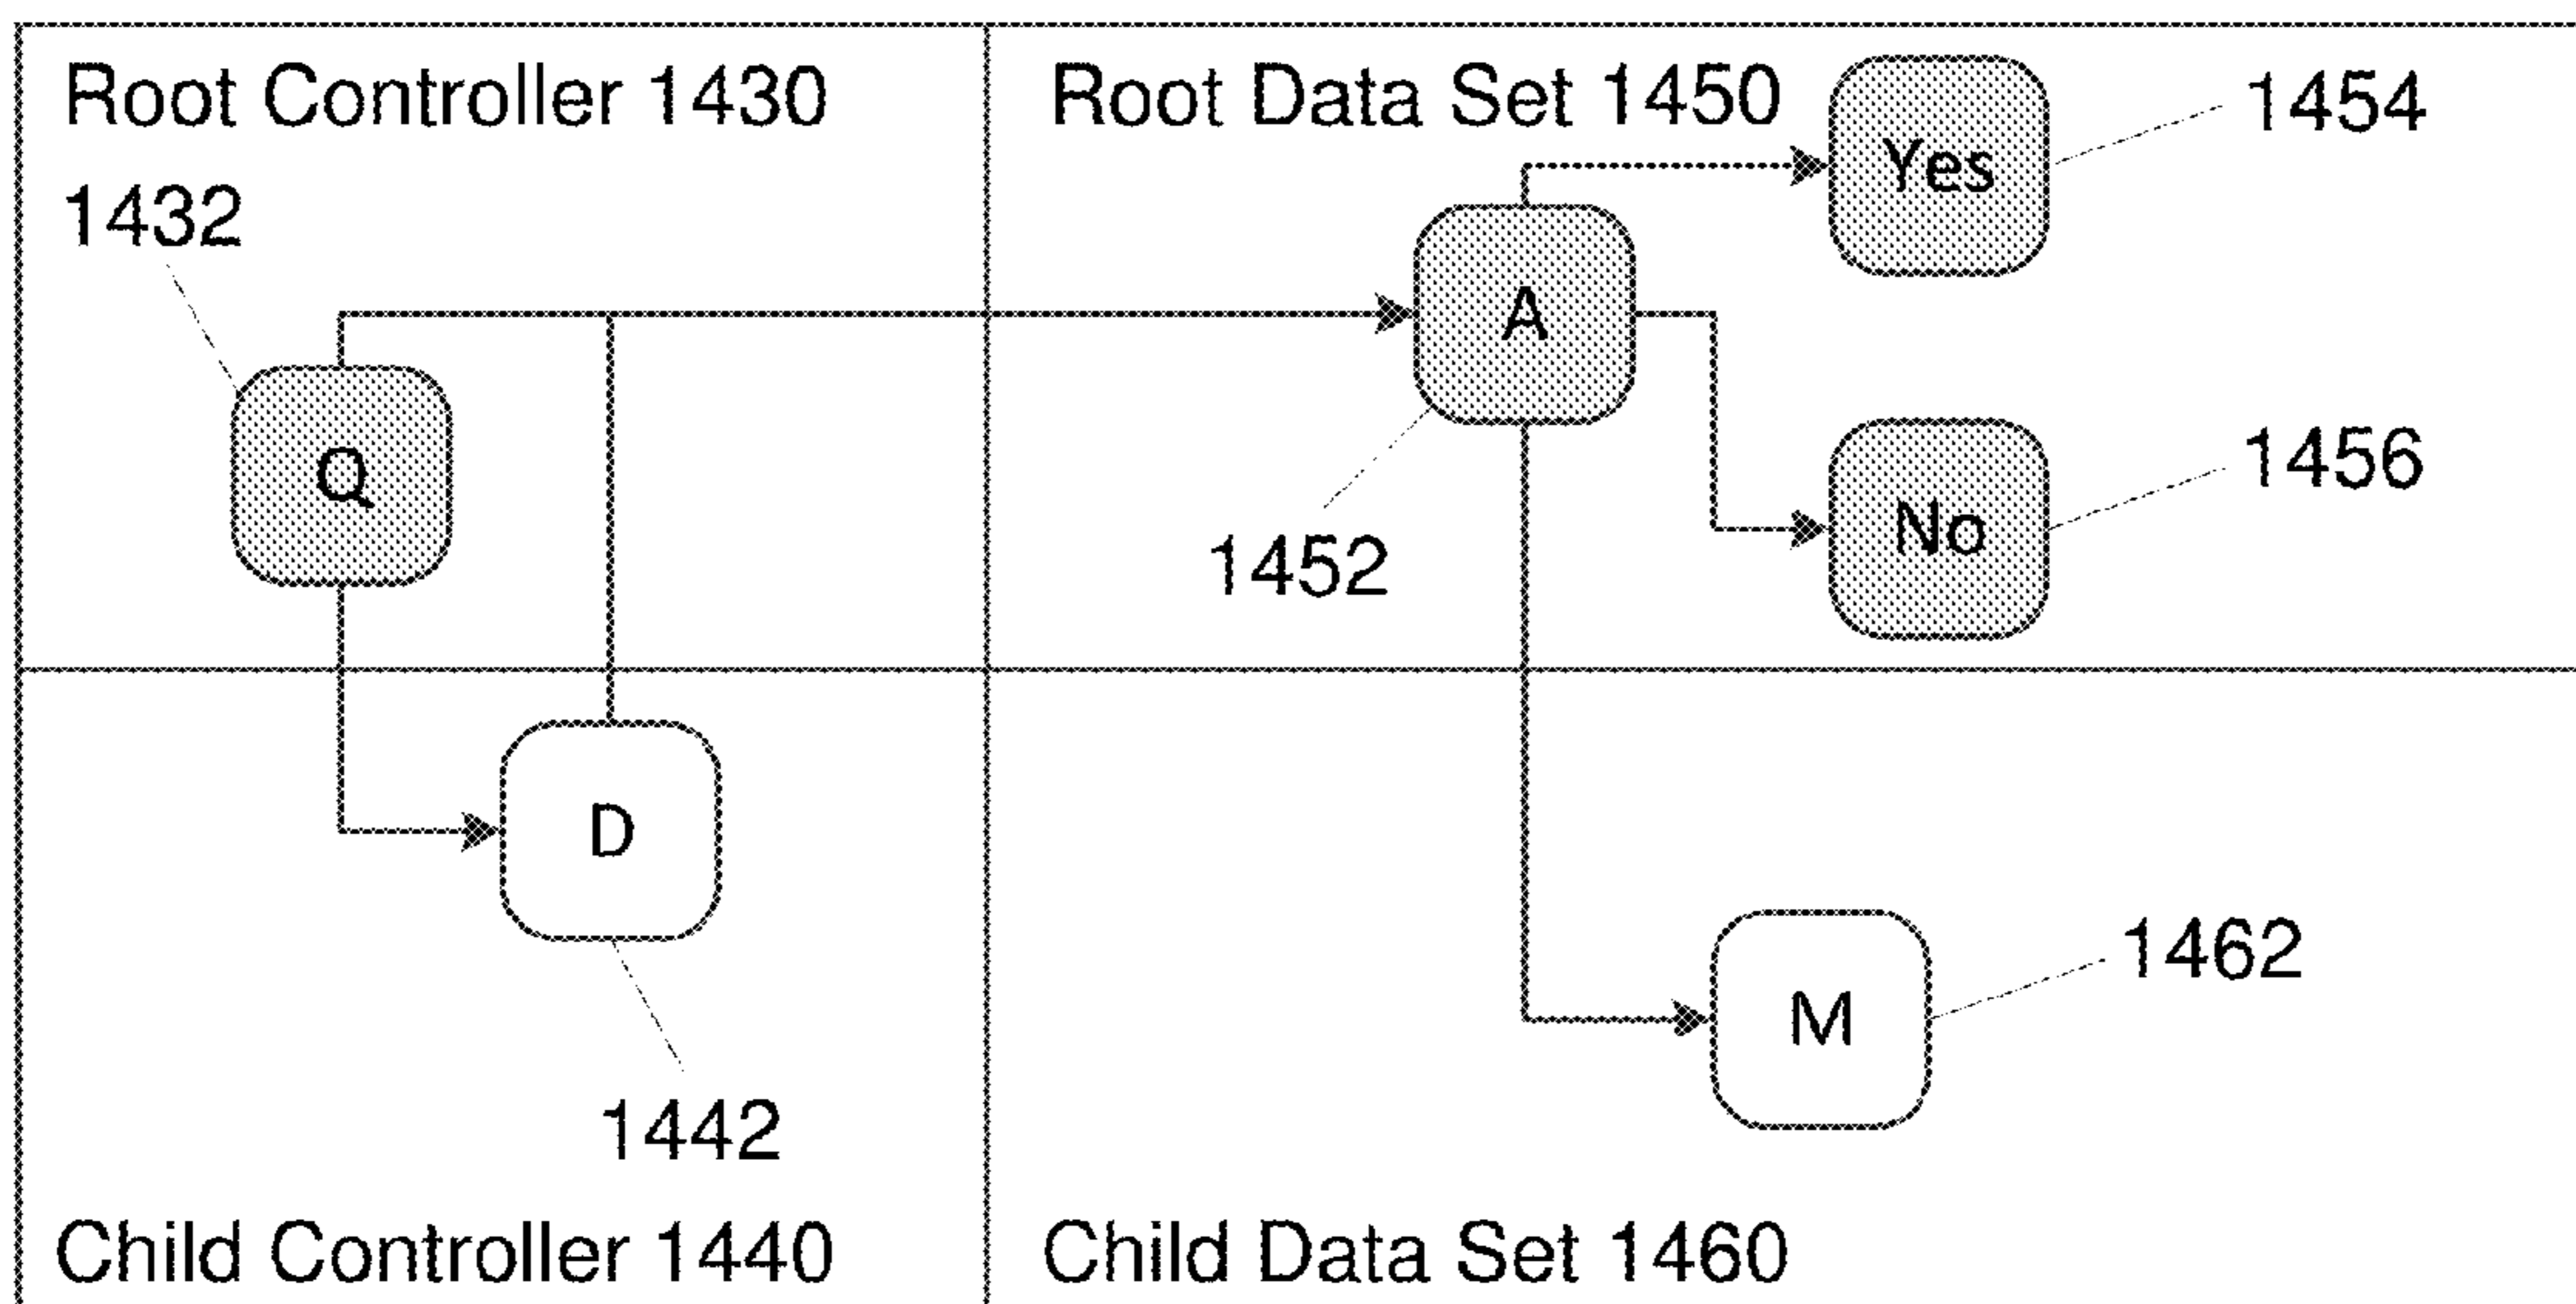 Root Controller 1430
1432
Q
Root Data Set 1450
Yes
1454
A
1452
No
1456
D
1442
Child Controller 1440
M
1462
Child Data Set 1460